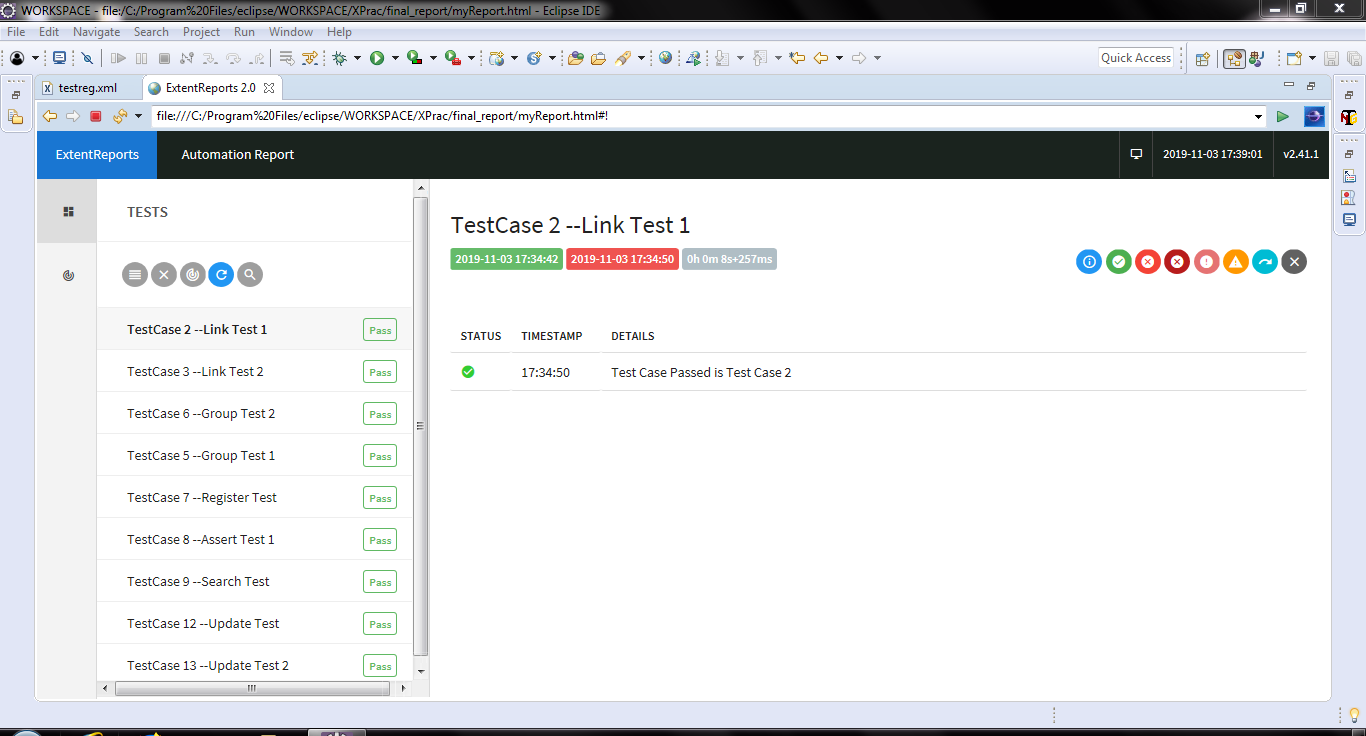 WORKSPACE - file:/C:/Program%20Files/eclipse/WORKSPACE/XPrac/final_report/myReport.html - Eclipse IDE
File Edit Navigate Search Project Run Window Help
Quick Access
testreg.xml ExtentReports 2.0
file:///C:/Program%20Files/eclipse/WORKSPACE/XPrac/final_report/myReport.html#!
ExtentReports Automation Report 2019-11-03 17:39:01 v2.41.1
TESTS
TestCase 2 --Link Test 1 Pass
TestCase 3 --Link Test 2 Pass
TestCase 6 --Group Test 2 Pass
TestCase 5 --Group Test 1 Pass
TestCase 7 --Register Test Pass
TestCase 8 --Assert Test 1 Pass
TestCase 9 --Search Test Pass
TestCase 12 --Update Test Pass
TestCase 13 --Update Test 2 Pass
TestCase 2 --Link Test 1
2019-11-03 17:34:42 2019-11-03 17:34:50 0h 0m 8s+257ms
STATUS TIMESTAMP DETAILS
17:34:50 Test Case Passed is Test Case 2